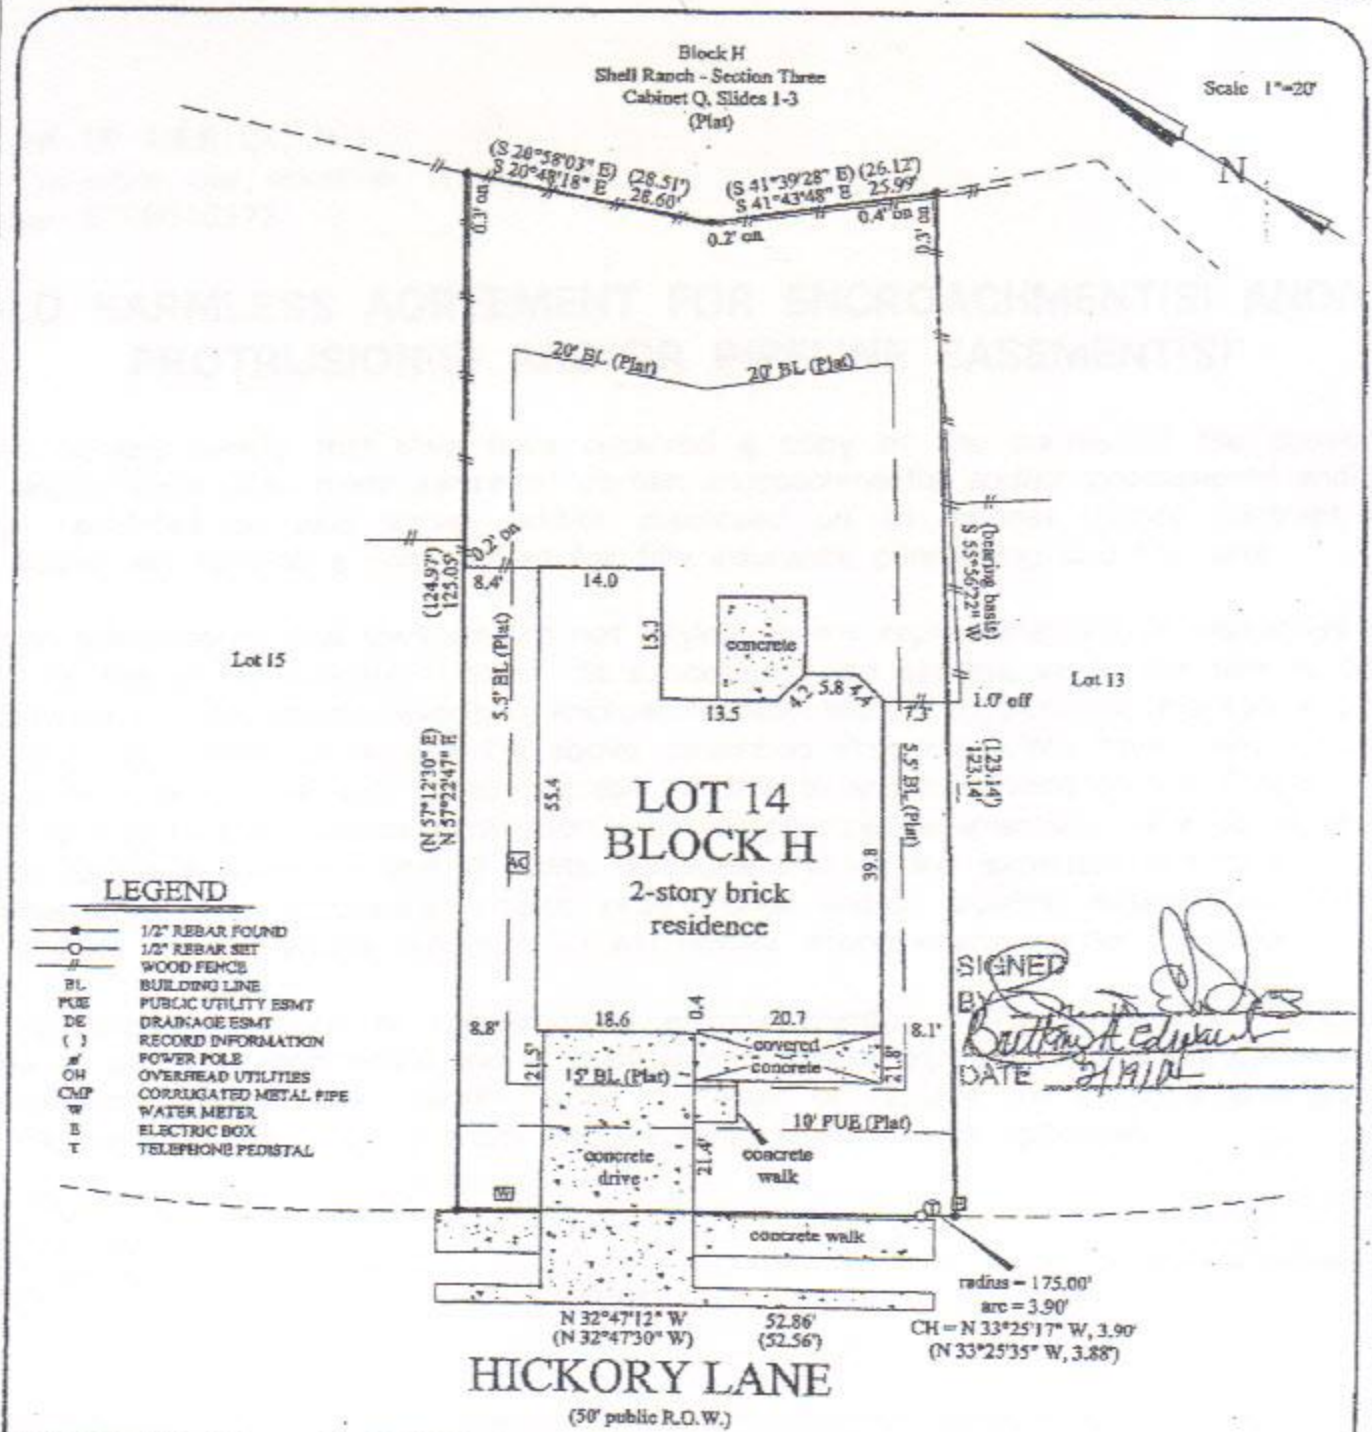 Block H
Shell Ranch - Section Three
Cabinet Q, Slides 1-3
(Plat)
Scale 1"=20'
N
(S 20°58'03" E) (28.51')
S 20°48'18" E 28.60'
(S 41°39'28" E) (26.12')
S 41°43'48" E 25.99'
0.3' on
0.2' on
0.4' on
0.3' on
20' BL (Plat)
20' BL (Plat)
0.2' on
8.4'
14.0
15.3
concrete
13.5
4.2
5.8
4.4
7.3'
1.0' off
(124.97')
125.05'
(N 57°12'30" E)
N 57°22'47" E
(bearing basis)
S 55°56'22" W
(123.14')
123.14'
Lot 15
Lot 13
5.5' BL (Plat)
5.5' BL (Plat)
55.4
39.8
LOT 14
BLOCK H
2-story brick
residence
AC
LEGEND
1/2" REBAR FOUND
1/2" REBAR SET
// WOOD FENCE
BL BUILDING LINE
PUE PUBLIC UTILITY ESMT
DE DRAINAGE ESMT
( ) RECORD INFORMATION
POWER POLE
OH OVERHEAD UTILITIES
CMP CORRUGATED METAL PIPE
W WATER METER
E ELECTRIC BOX
T TELEPHONE PEDISTAL
SIGNED
BY
DATE
8.8'
18.6
0.4
20.7
8.1'
covered
concrete
21.5'
21.8'
15' BL (Plat)
10' PUE (Plat)
concrete
drive
21.4'
concrete
walk
W
T
E
concrete walk
N 32°47'12" W 52.86'
(N 32°47'30" W) (52.56')
radius = 175.00'
arc = 3.90'
CH = N 33°25'17" W, 3.90'
(N 33°25'35" W, 3.88')
HICKORY LANE
(50' public R.O.W.)